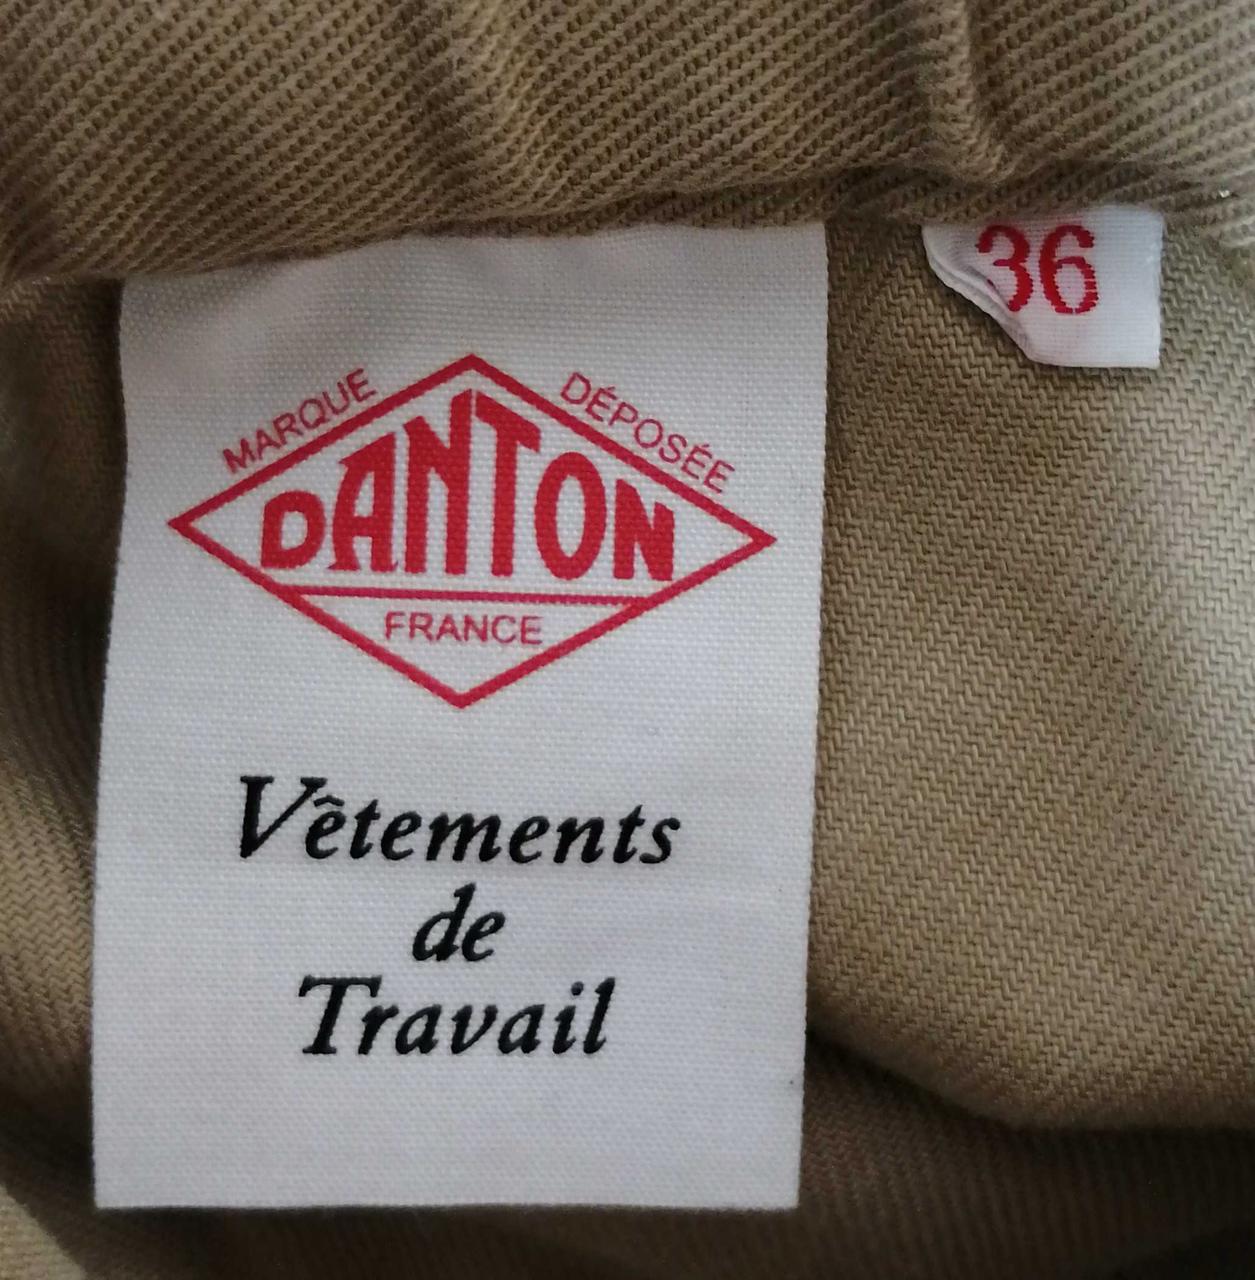 36
MARQUE DÉPOSÉE
DANTON
FRANCE
Vêtements
de
Travail